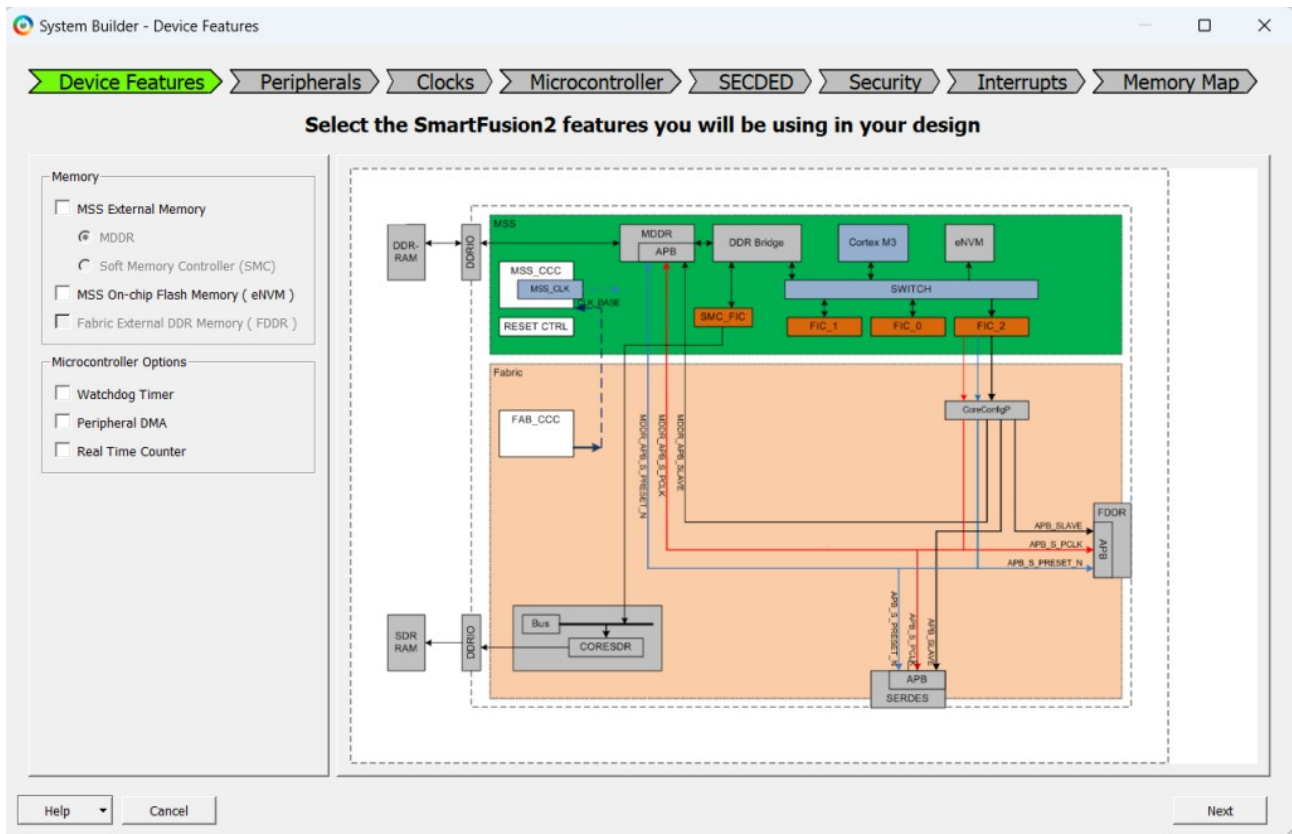 System Builder - Device Features
Device Features
Peripherals
Clocks
Microcontroller
SECDED
Security
Interrupts
Memory Map
Select the SmartFusion2 features you will be using in your design
Memory
MSS External Memory
MDDR
Soft Memory Controller (SMC)
MSS On-chip Flash Memory ( eNVM )
Fabric External DDR Memory ( FDDR )
Microcontroller Options
Watchdog Timer
Peripheral DMA
Real Time Counter
MSS
DDR-
RAM
DDRIO
MDDR
APB
DDR Bridge
Cortex M3
eNVM
MSS_CCC
MSS_CLK
CLK_BASE
SWITCH
RESET CTRL
SMC_FIC
FIC_1
FIC_0
FIC_2
Fabric
FAB_CCC
CoreConfigP
MDDR_APB_S_PRESET_N
MDDR_APB_S_PCLK
MDDR_APB_SLAVE
FDDR
APB
APB_SLAVE
APB_S_PCLK
APB_S_PRESET_N
SDR
RAM
DDRIO
Bus
CORESDR
APB_S_PRESET_N
APB_S_PCLK
APB_SLAVE
APB
SERDES
Help
Cancel
Next